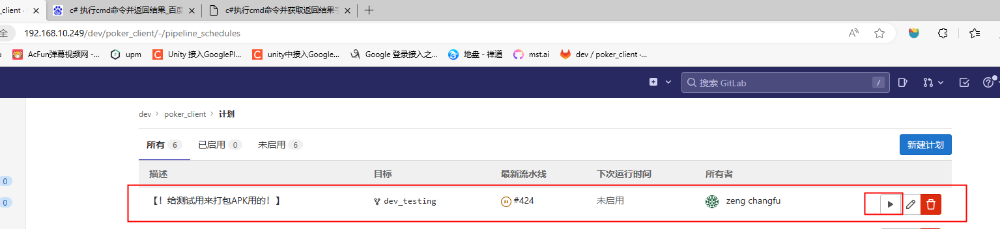 _client · c# 执行cmd命令并返回结果_百度 c#执行cmd命令并获取返回结果字
全 192.168.10.249/dev/poker_client/-/pipeline_schedules
AcFun弹幕视频网 -... upm Unity 接入GooglePl... unity中接入Google... Google 登录接入之... 地盘 - 禅道 mst.ai dev / poker_client ·...
搜索 GitLab /
dev > poker_client > 计划
所有 6 已启用 0 未启用 6 新建计划
描述 目标 最新流水线 下次运行时间 所有者
0
【！给测试用来打包APK用的！】 dev_testing #424 未启用 zeng changfu
0